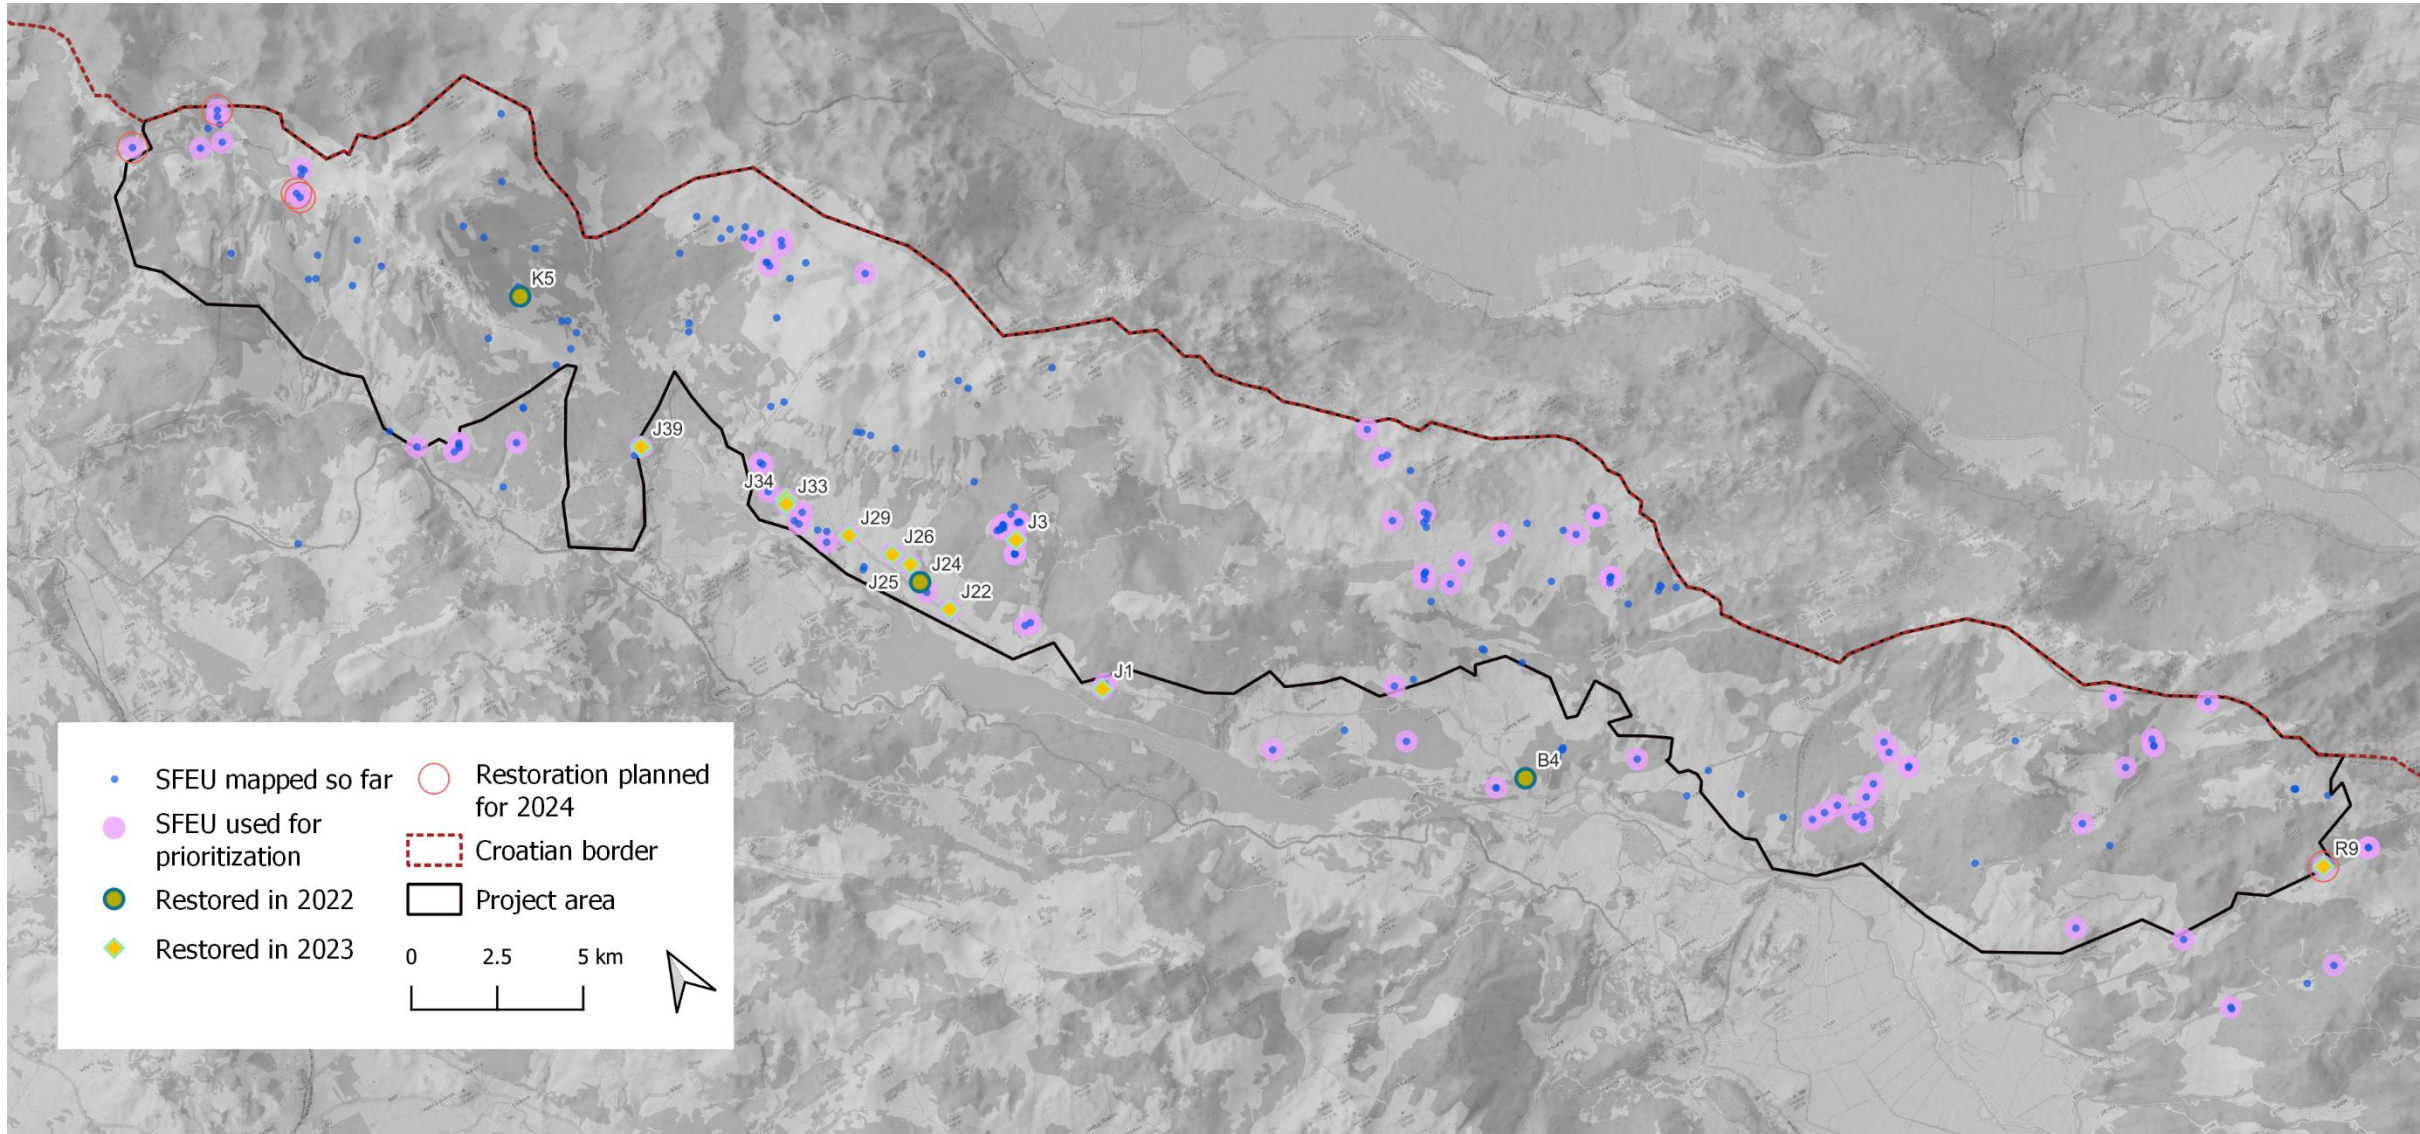 K5
J39
J34
J33
J29
J3
J26
J24
J25
J22
J1
B4
R9
SFEU mapped so far
SFEU used for
prioritization
Restored in 2022
Restored in 2023
Restoration planned
for 2024
Croatian border
Project area
0 2.5 5 km